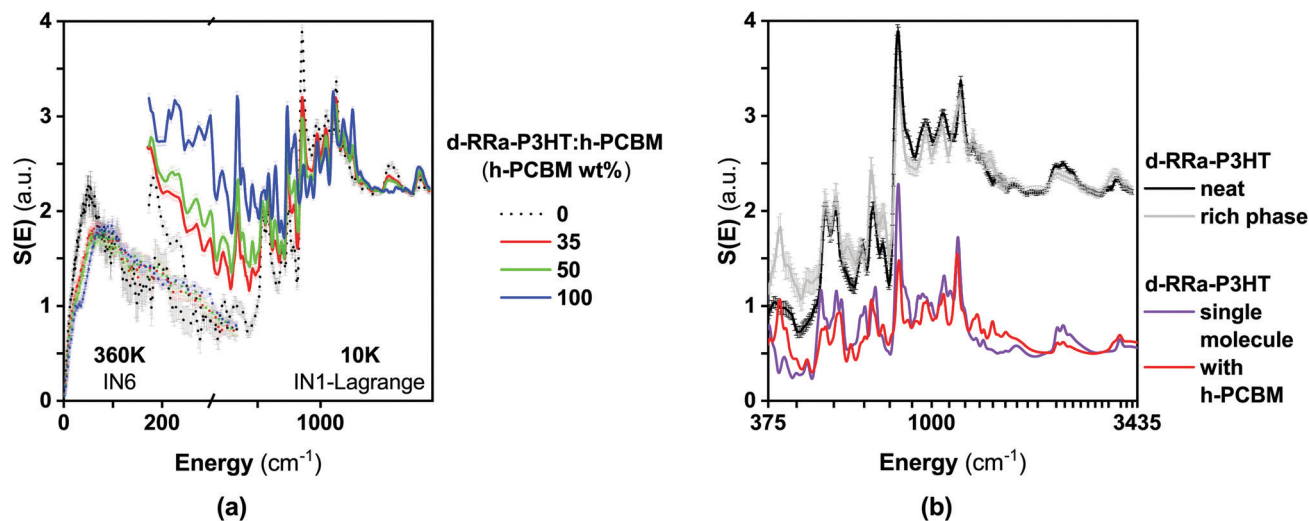 4
3
2
1
0
S(E) (a.u.)
360K
IN6
10K
IN1-Lagrange
0
200
1000
Energy (cm⁻¹)
(a)
d-RRa-P3HT:h-PCBM
(h-PCBM wt%)
0
35
50
100
4
3
2
1
0
S(E) (a.u.)
375
1000
3435
Energy (cm⁻¹)
(b)
d-RRa-P3HT
neat
rich phase
d-RRa-P3HT
single
molecule
with
h-PCBM